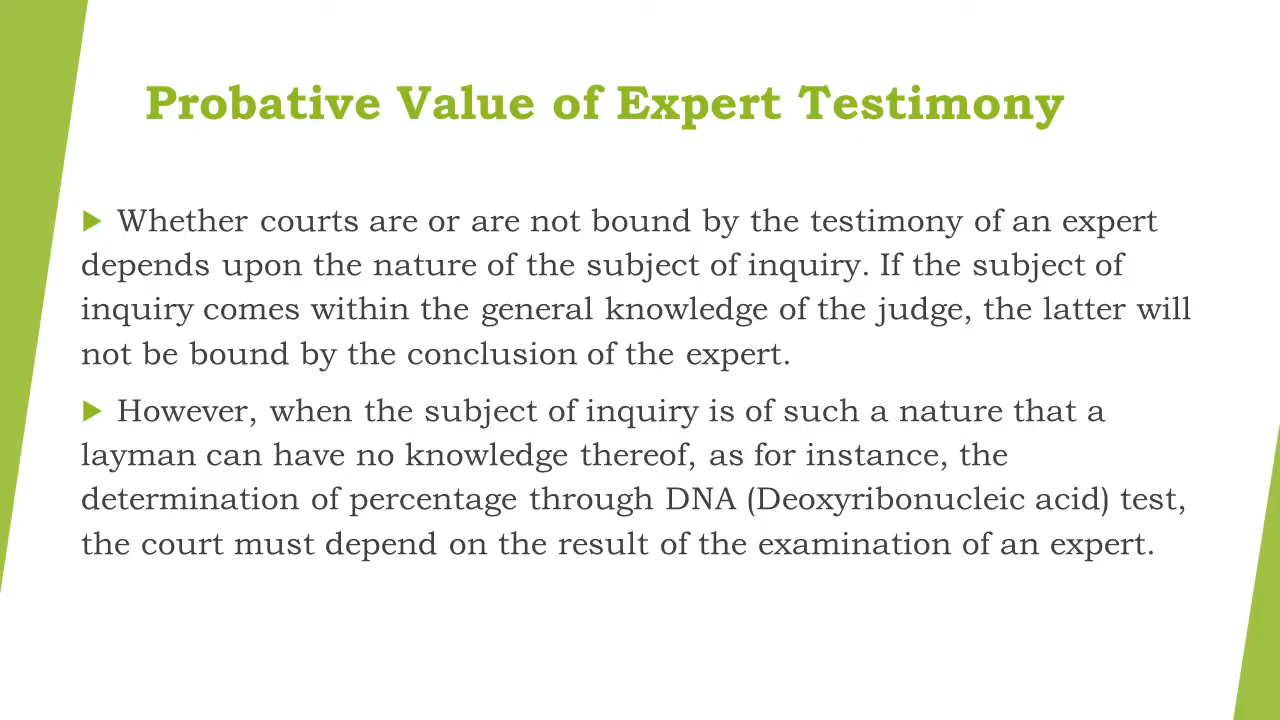 Probative Value of Expert Testimony
Whether courts are or are not bound by the testimony of an expert
depends upon the nature of the subject of inquiry. If the subject of
inquiry comes within the general knowledge of the judge, the latter will
not be bound by the conclusion of the expert.
However, when the subject of inquiry is of such a nature that a
layman can have no knowledge thereof, as for instance, the
determination of percentage through DNA (Deoxyribonucleic acid) test,
the court must depend on the result of the examination of an expert.